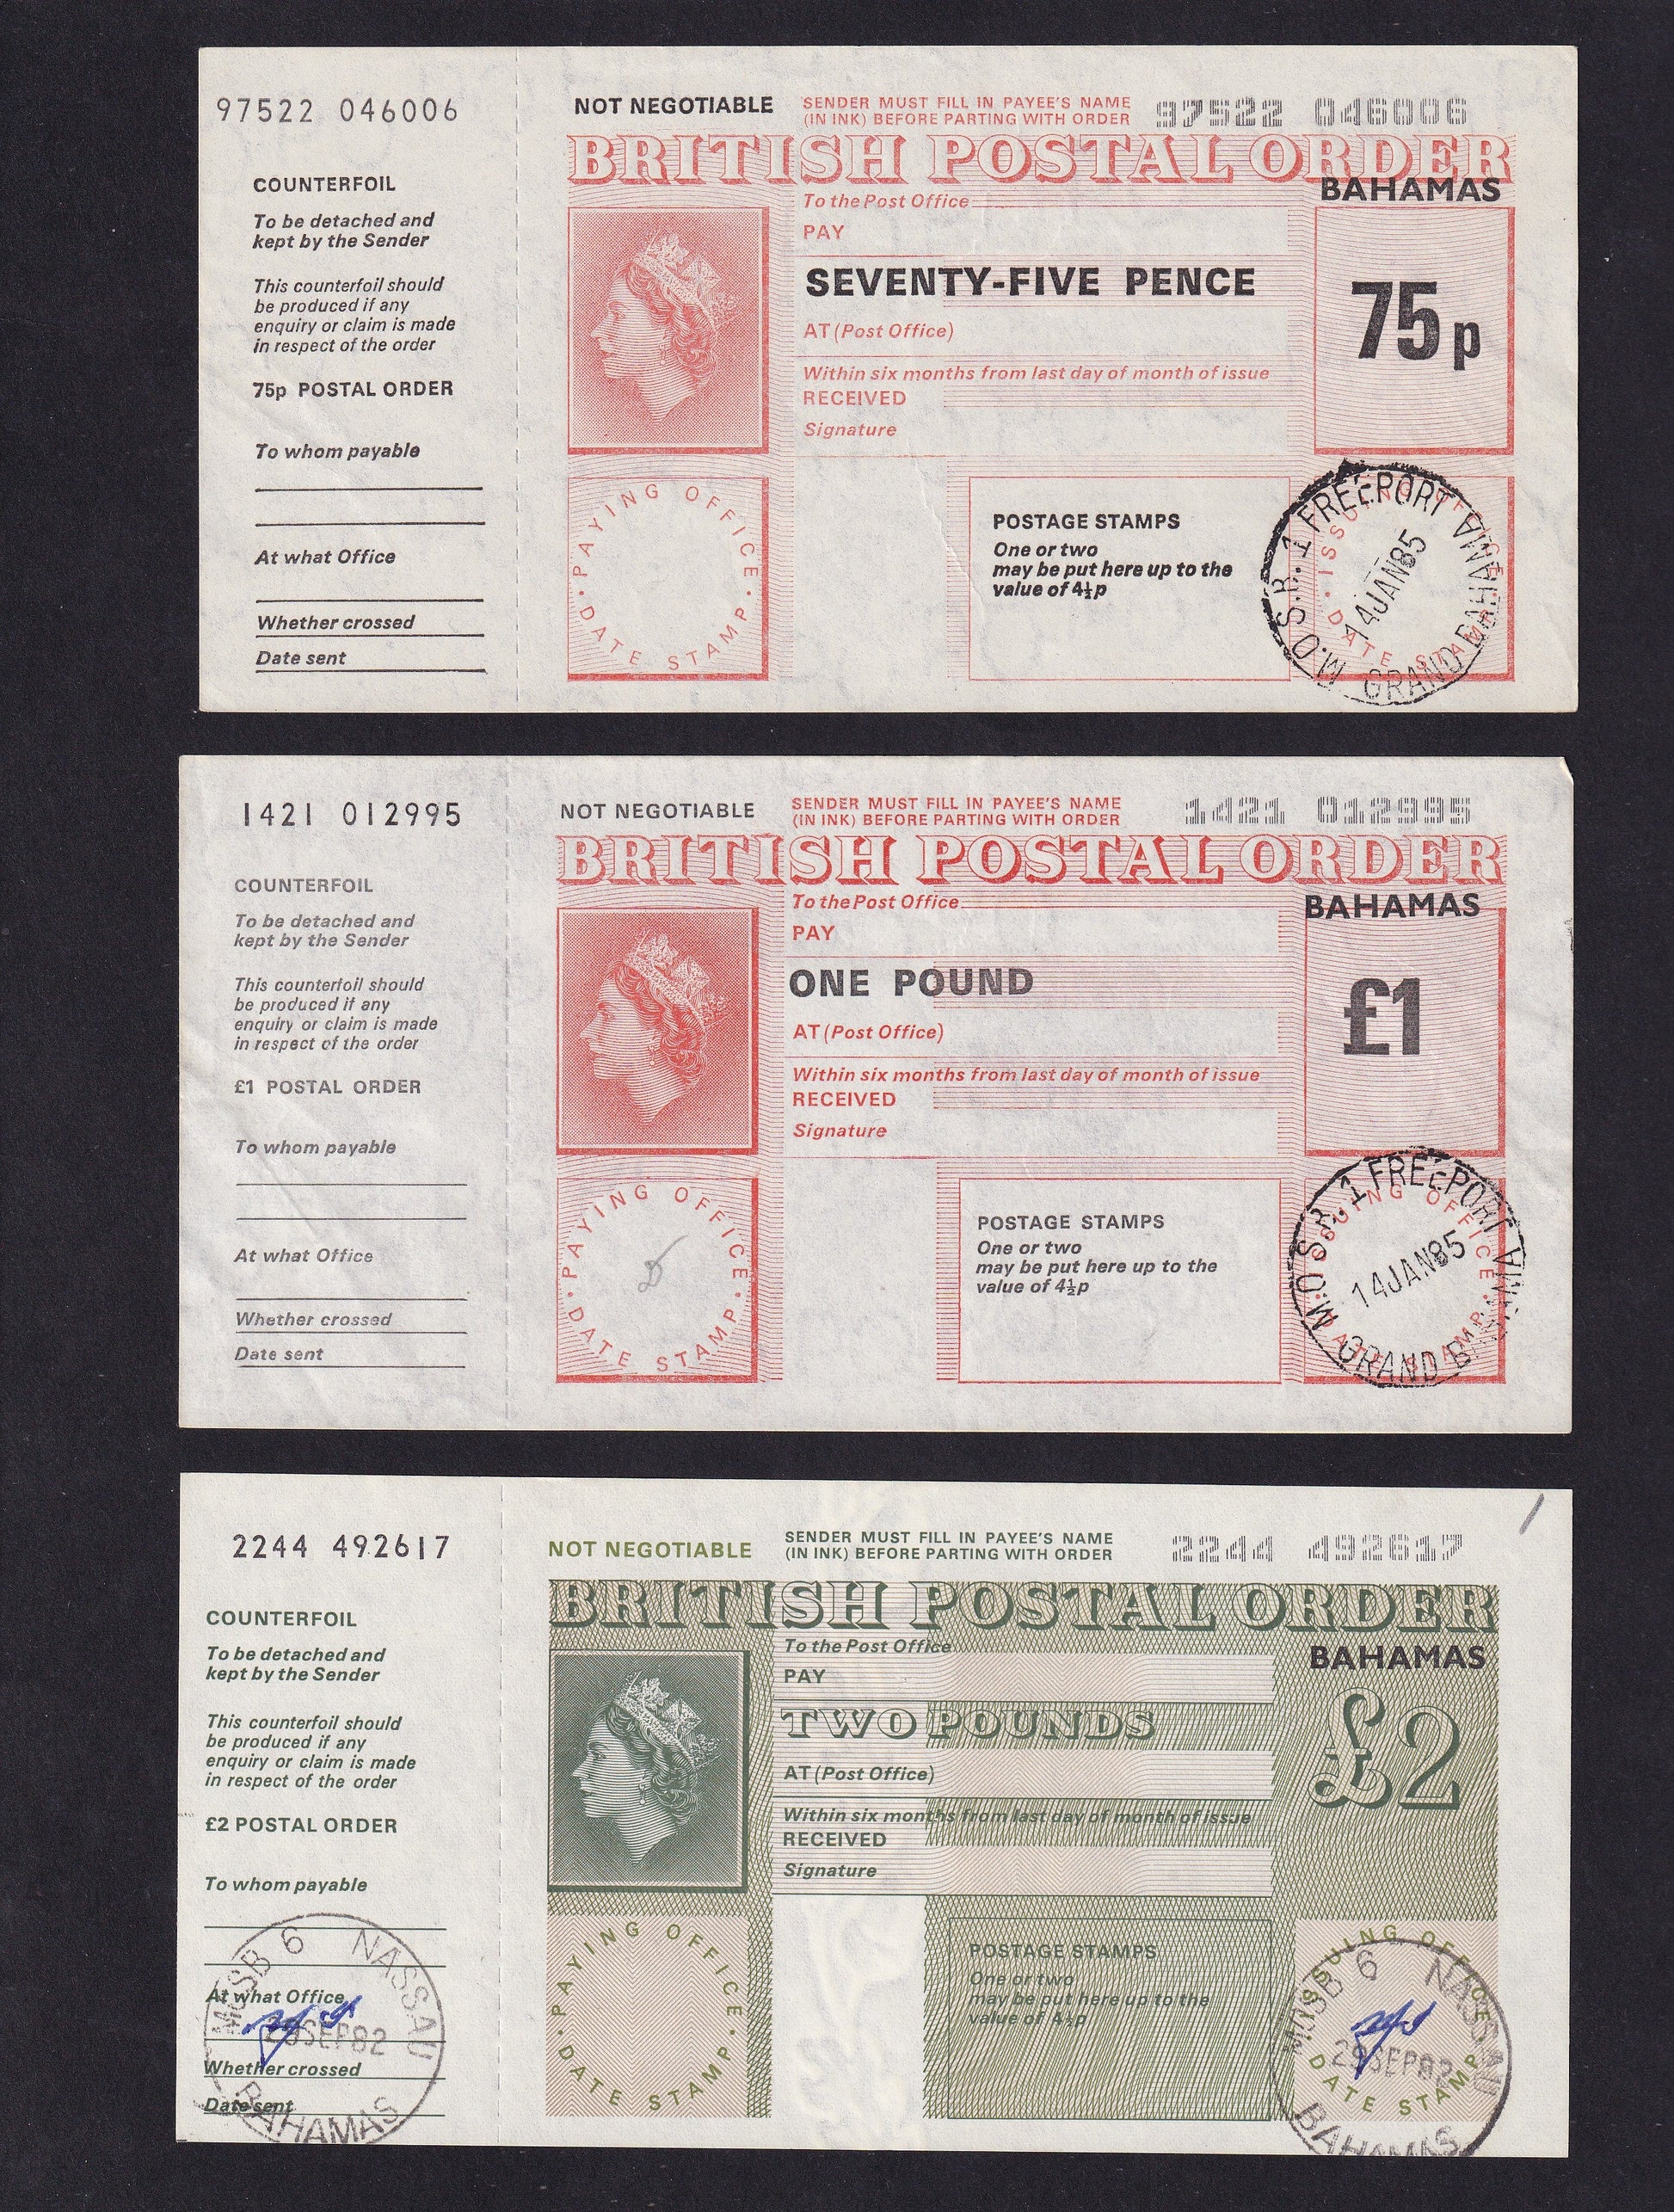 97522 046006
COUNTERFOIL
To be detached and
kept by the Sender
This counterfoil should
be produced if any
enquiry or claim is made
in respect of the order
75p POSTAL ORDER
To whom payable
At what Office
Whether crossed
Date sent
NOT NEGOTIABLE
SENDER MUST FILL IN PAYEE'S NAME
(IN INK) BEFORE PARTING WITH ORDER
97522 046006
BRITISH POSTAL ORDER
BAHAMAS
To the Post Office
PAY
SEVENTY-FIVE PENCE
75p
AT (Post Office)
Within six months from last day of month of issue
RECEIVED
Signature
PAYING OFFICE
DATE STAMP
POSTAGE STAMPS
One or two
may be put here up to the
value of 4½p
ISSUING OFFICE
DATE STAMP
M.O.S.R. 1 FREEPORT
14JAN85
GRAND BAHAMA
1421 012995
COUNTERFOIL
To be detached and
kept by the Sender
This counterfoil should
be produced if any
enquiry or claim is made
in respect of the order
£1 POSTAL ORDER
To whom payable
At what Office
Whether crossed
Date sent
NOT NEGOTIABLE
SENDER MUST FILL IN PAYEE'S NAME
(IN INK) BEFORE PARTING WITH ORDER
1421 012995
BRITISH POSTAL ORDER
BAHAMAS
To the Post Office
PAY
ONE POUND
£1
AT (Post Office)
Within six months from last day of month of issue
RECEIVED
Signature
PAYING OFFICE
DATE STAMP
POSTAGE STAMPS
One or two
may be put here up to the
value of 4½p
ISSUING OFFICE
DATE STAMP
M.O.S.R. 1 FREEPORT
14JAN85
GRAND BAHAMA
2244 492617
COUNTERFOIL
To be detached and
kept by the Sender
This counterfoil should
be produced if any
enquiry or claim is made
in respect of the order
£2 POSTAL ORDER
To whom payable
At what Office
Whether crossed
Date sent
6 NASSAU
29SEP82
BAHAMAS
NOT NEGOTIABLE
SENDER MUST FILL IN PAYEE'S NAME
(IN INK) BEFORE PARTING WITH ORDER
2244 492617
BRITISH POSTAL ORDER
BAHAMAS
To the Post Office
PAY
TWO POUNDS
£2
AT (Post Office)
Within six months from last day of month of issue
RECEIVED
Signature
PAYING OFFICE
DATE STAMP
POSTAGE STAMPS
One or two
may be put here up to the
value of 4½p
ISSUING OFFICE
DATE STAMP
6 NASSAU
29SEP82
BAHAMAS